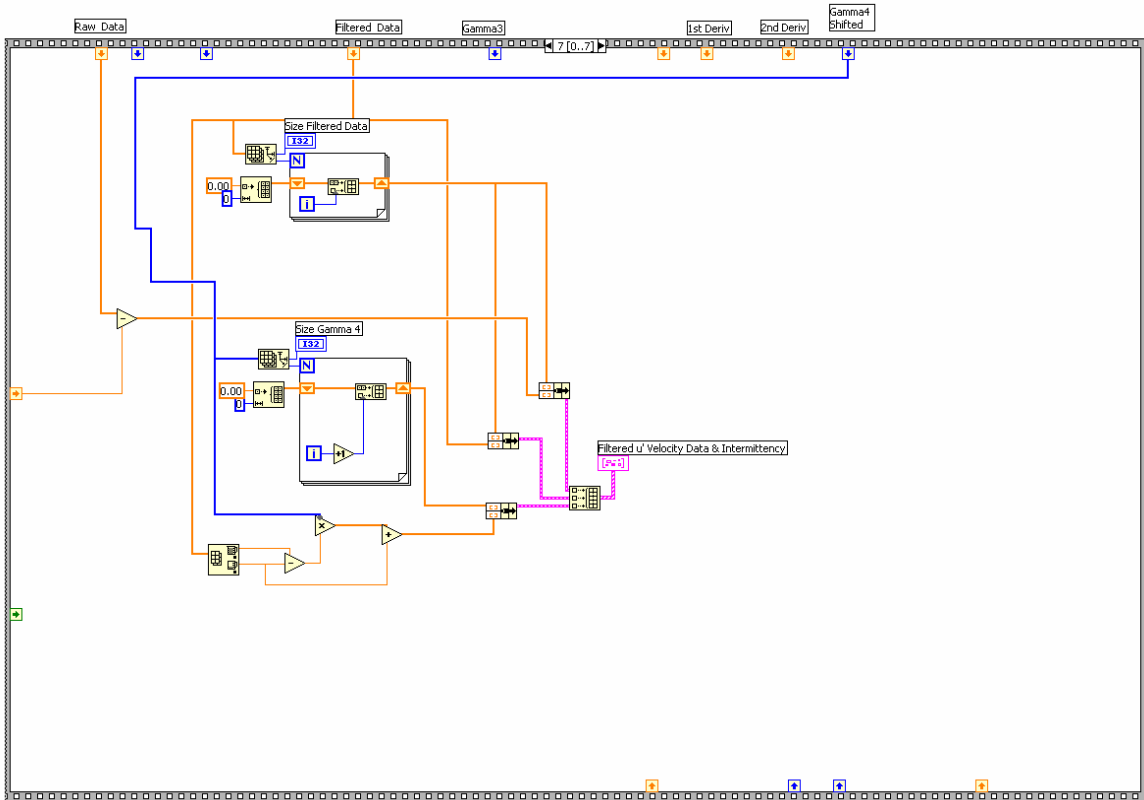 Gamma4
Shifted
Raw Data
Filtered Data
Gamma3
1st Deriv
2nd Deriv
7 [0..7]
Size Filtered Data
I32
N
0.00
0
i
Size Gamma 4
I32
N
0.00
0
i
+1
Filtered u' Velocity Data & Intermittency
-
x
+
-